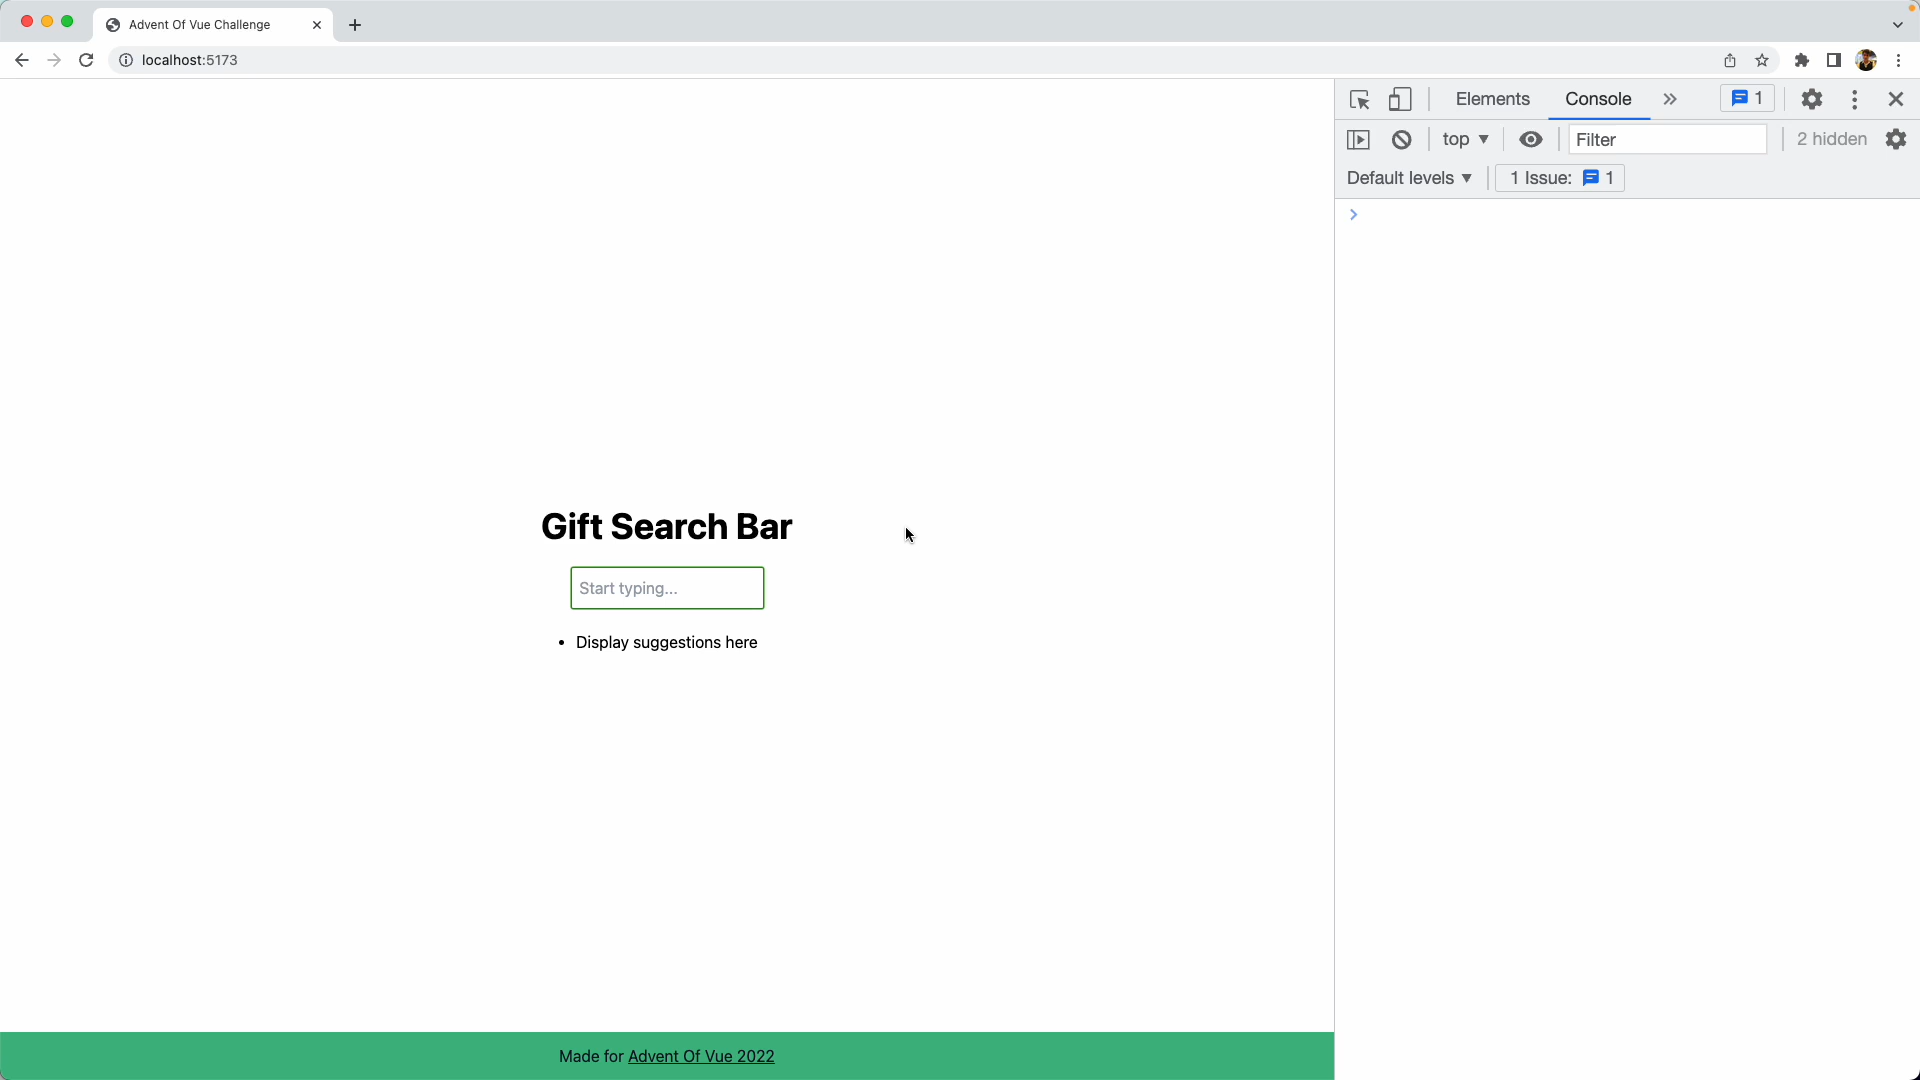 Advent Of Vue Challenge
localhost:5173
Elements
Console
1
top
Filter
2 hidden
Default levels
1 Issue:
1
Gift Search Bar
Start typing...
Display suggestions here
Made for Advent Of Vue 2022